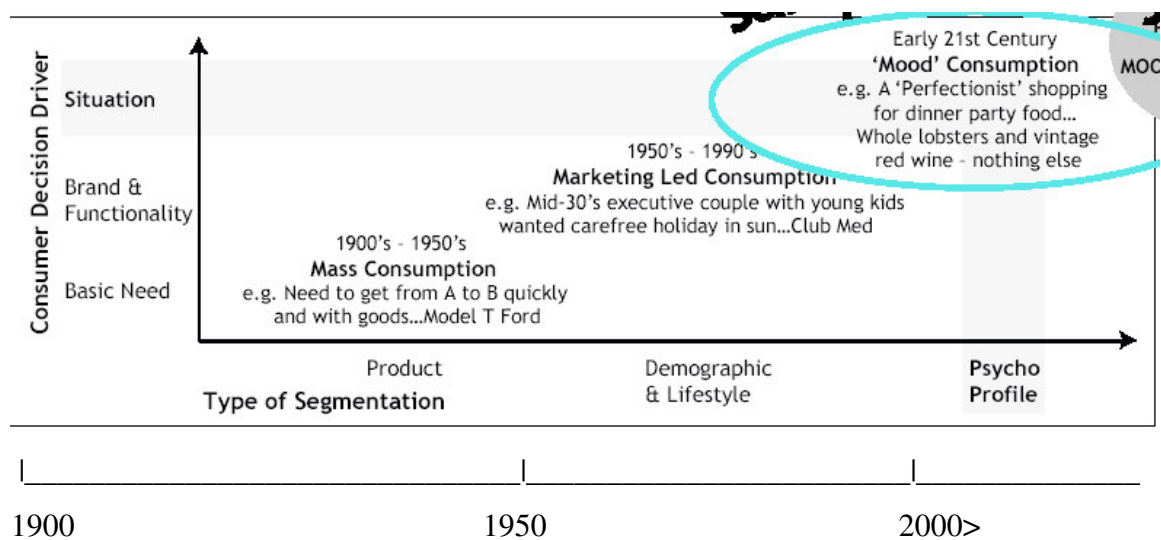 Early 21st Century
'Mood' Consumption
e.g. A 'Perfectionist' shopping
for dinner party food...
Whole lobsters and vintage
red wine – nothing else
Consumer Decision Driver
Situation
Brand &
Functionality
Basic Need
1950's – 1990's
Marketing Led Consumption
e.g. Mid-30's executive couple with young kids
wanted carefree holiday in sun...Club Med
1900's – 1950's
Mass Consumption
e.g. Need to get from A to B quickly
and with goods...Model T Ford
Product
Demographic
& Lifestyle
Psycho
Profile
Type of Segmentation
1900 1950 2000>